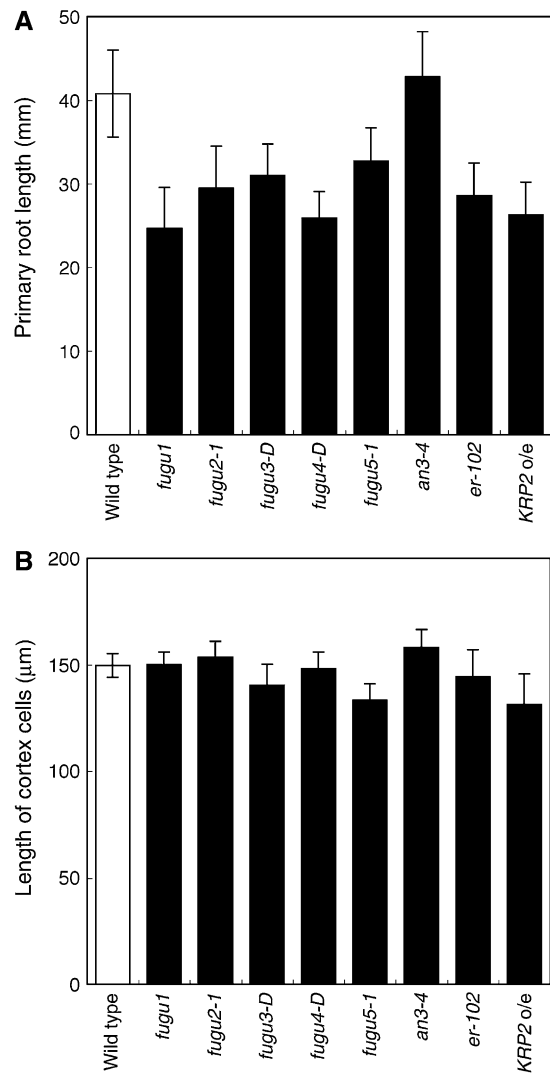 A
Primary root length (mm)
50
40
30
20
10
0
Wild type
fugu1
fugu2-1
fugu3-D
fugu4-D
fugu5-1
an3-4
er-102
KRP2 o/e
B
Length of cortex cells (μm)
200
150
100
50
0
Wild type
fugu1
fugu2-1
fugu3-D
fugu4-D
fugu5-1
an3-4
er-102
KRP2 o/e